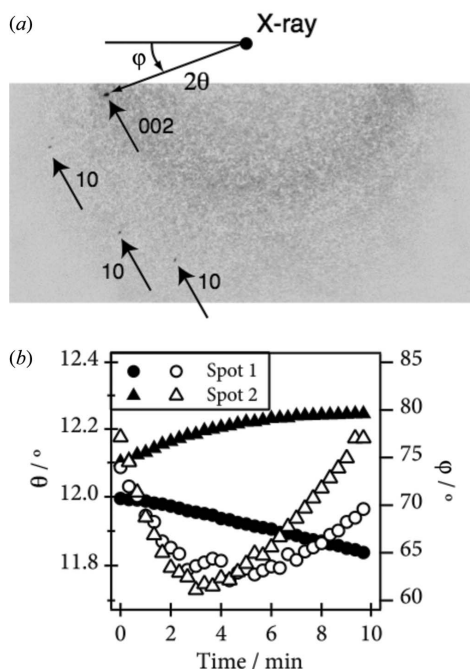 (a)
X-ray
φ
2θ
002
10
10
10
(b)
12.4
12.2
12.0
11.8
θ / °
Spot 1
Spot 2
85
80
75
70
65
60
φ / °
0 2 4 6 8 10
Time / min